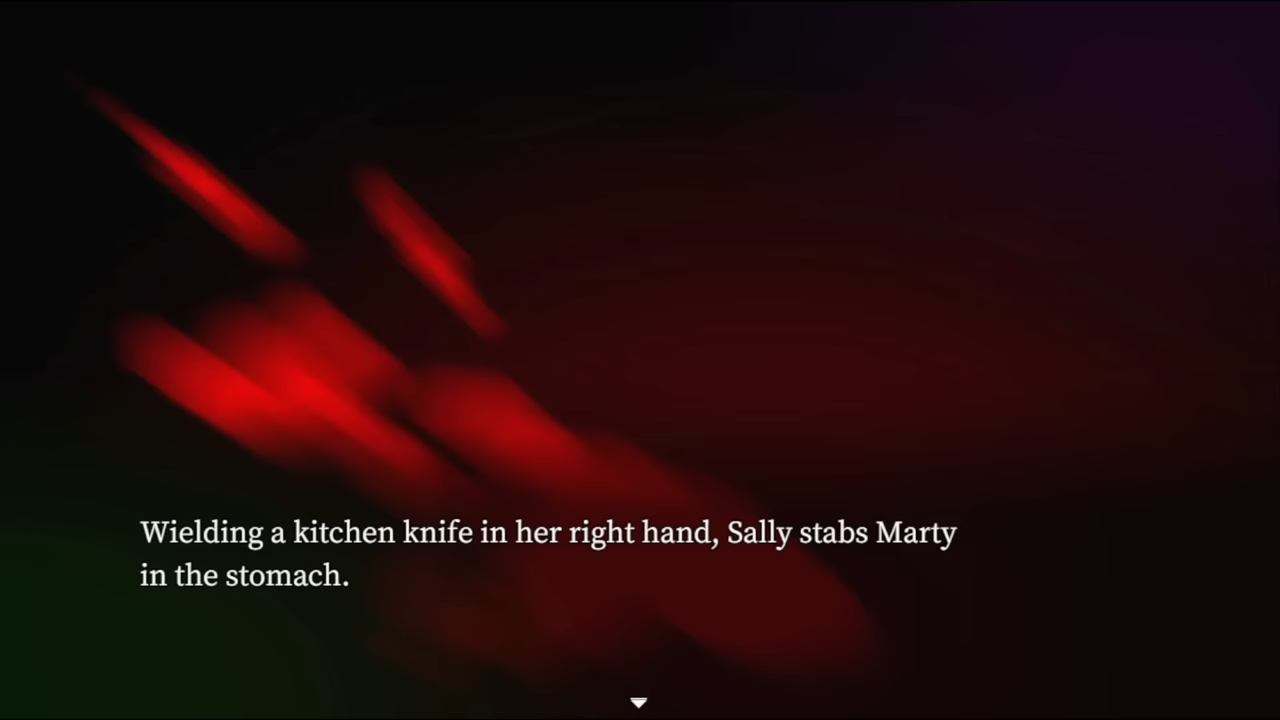 Wielding a kitchen knife in her right hand, Sally stabs Marty
in the stomach.